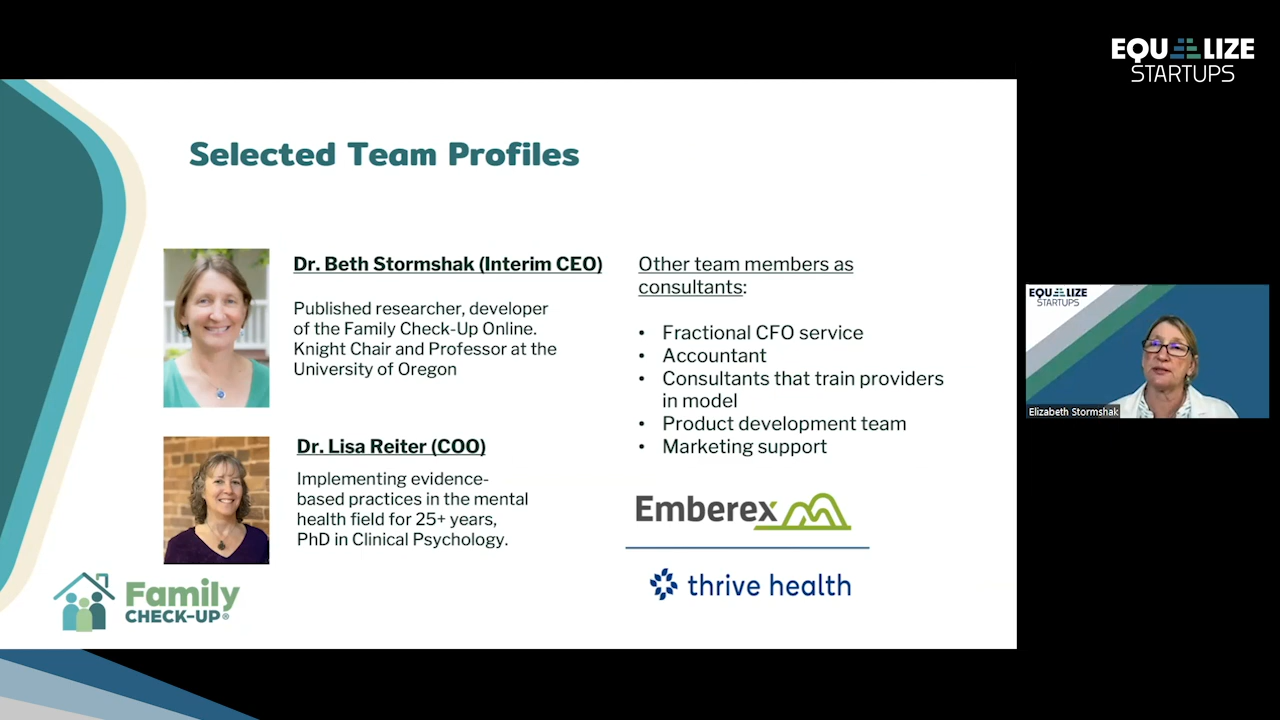 EQUALIZE
STARTUPS
Selected Team Profiles
Dr. Beth Stormshak (Interim CEO)
Published researcher, developer
of the Family Check-Up Online.
Knight Chair and Professor at the
University of Oregon
Dr. Lisa Reiter (COO)
Implementing evidence-
based practices in the mental
health field for 25+ years,
PhD in Clinical Psychology.
Other team members as
consultants:
• Fractional CFO service
• Accountant
• Consultants that train providers
in model
• Product development team
• Marketing support
Emberex
thrive health
Family
CHECK-UP®
EQUALIZE
STARTUPS
Elizabeth Stormshak